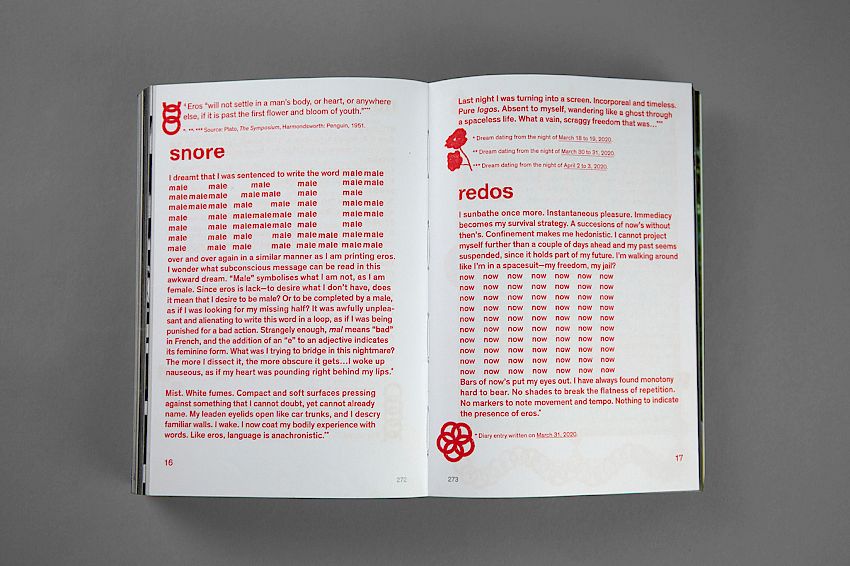 * Eros “will not settle in a man's body, or heart, or anywhere
else, if it is past the first flower and bloom of youth.”***
*, **, *** Source: Plato, The Symposium, Harmondsworth: Penguin, 1951.
snore
I dreamt that I was sentenced to write the word male male
male male male male male male
malemalemale malemale male male
male male male male male male male
male male malemalemale male male
male male male male male male
male male male male male male male male
male male male male male male male
over and over again in a similar manner as I am printing eros.
I wonder what subconscious message can be read in this
awkward dream. “Male” symbolises what I am not, as I am
female. Since eros is lack—to desire what I don't have, does
it mean that I desire to be male? Or to be completed by a male,
as if I was looking for my missing half? It was awfully unplea-
sant and alienating to write this word in a loop, as if I was being
punished for a bad action. Strangely enough, mal means “bad”
in French, and the addition of an “e” to an adjective indicates
its feminine form. What was I trying to bridge in this nightmare?
The more I dissect it, the more obscure it gets…I woke up
nauseous, as if my heart was pounding right behind my lips.*
Mist. White fumes. Compact and soft surfaces pressing
against something that I cannot doubt, yet cannot already
name. My leaden eyelids open like car trunks, and I descry
familiar walls. I wake. I now coat my bodily experience with
words. Like eros, language is anachronistic.**
16
272
Last night I was turning into a screen. Incorporeal and timeless.
Pure logos. Absent to myself, wandering like a ghost through
a spaceless life. What a vain, scraggy freedom that was…***
* Dream dating from the night of March 18 to 19, 2020.
** Dream dating from the night of March 30 to 31, 2020.
*** Dream dating from the night of April 2 to 3, 2020.
redos
I sunbathe once more. Instantaneous pleasure. Immediacy
becomes my survival strategy. A succesions of now's without
then's. Confinement makes me hedonistic. I cannot project
myself further than a couple of days ahead and my past seems
suspended, since it holds part of my future. I'm walking around
like I'm in a spacesuit—my freedom, my jail?
now now now now now now now
now now now now now now now
now now now now now now now
now now now now now now now
now now now now now now now
now now now now now now now
now now now now now now now
now now now now now now now
now now now now now now now
now now now now now now now
Bars of now's put my eyes out. I have always found monotony
hard to bear. No shades to break the flatness of repetition.
No markers to note movement and tempo. Nothing to indicate
the presence of eros.*
* Diary entry written on March 31, 2020.
17
273